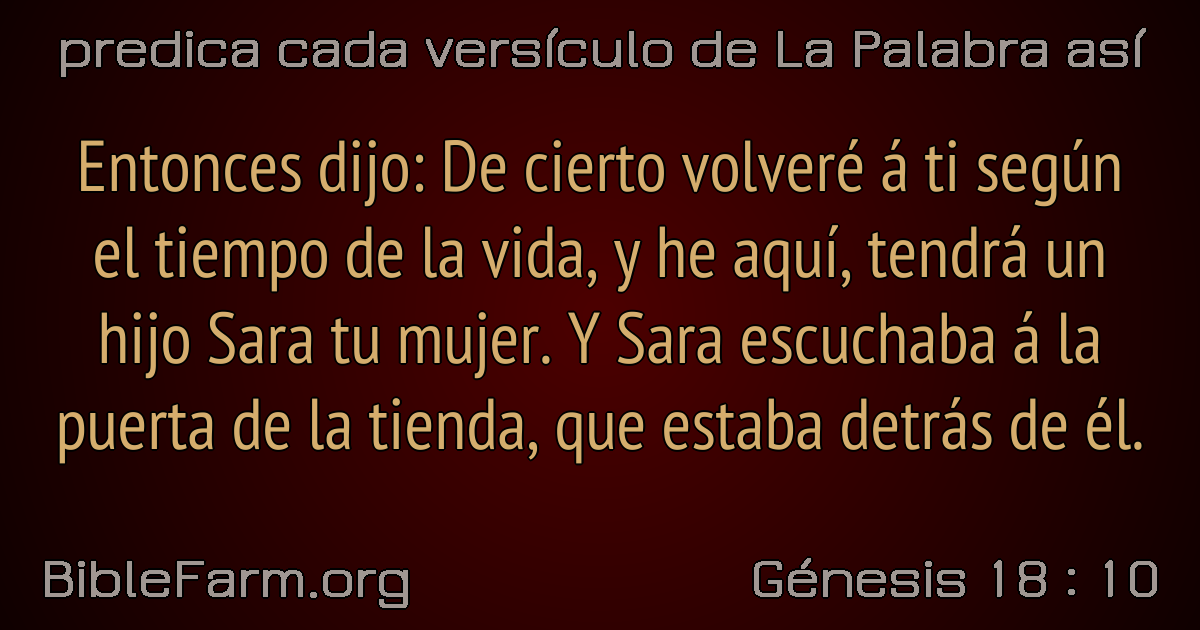 predica cada versículo de La Palabra así
Entonces dijo: De cierto volveré á ti según
el tiempo de la vida, y he aquí, tendrá un
hijo Sara tu mujer. Y Sara escuchaba á la
puerta de la tienda, que estaba detrás de él.
BibleFarm.org
Génesis 18 : 10